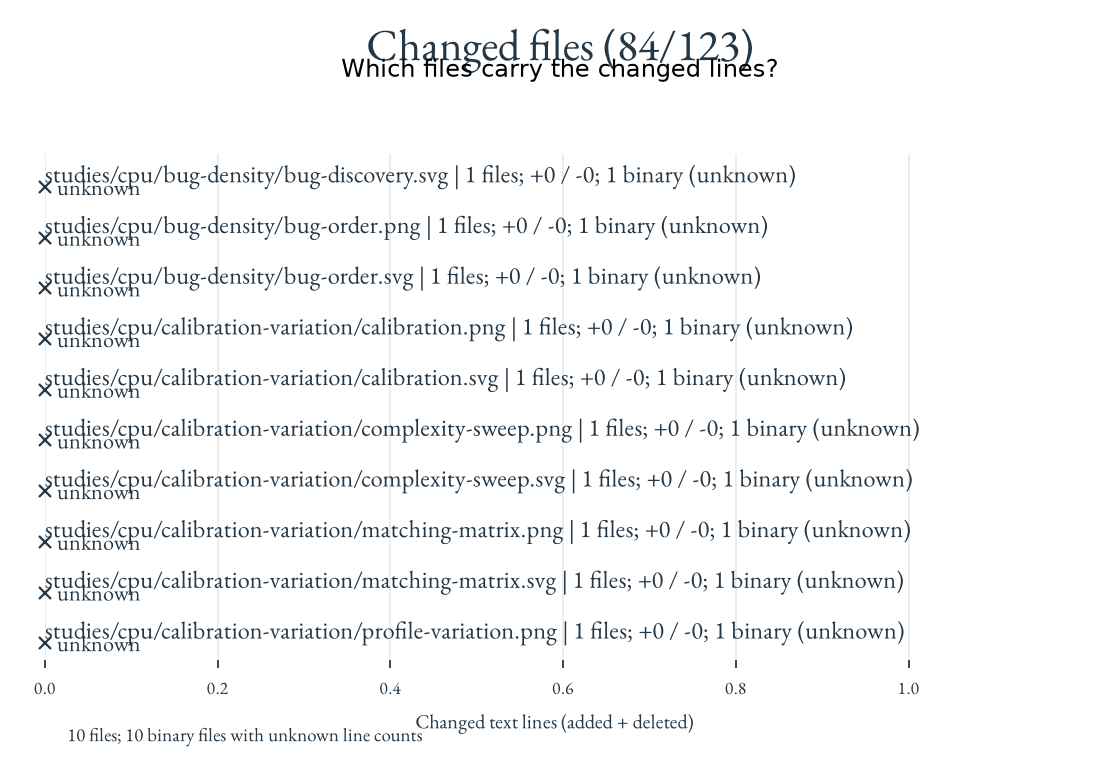 Changed files (84/123)
Which files carry the changed lines?
studies/cpu/bug-density/bug-discovery.svg | 1 files; +0 / -0; 1 binary (unknown)
unknown
studies/cpu/bug-density/bug-order.png | 1 files; +0 / -0; 1 binary (unknown)
unknown
studies/cpu/bug-density/bug-order.svg | 1 files; +0 / -0; 1 binary (unknown)
unknown
studies/cpu/calibration-variation/calibration.png | 1 files; +0 / -0; 1 binary (unknown)
unknown
studies/cpu/calibration-variation/calibration.svg | 1 files; +0 / -0; 1 binary (unknown)
unknown
studies/cpu/calibration-variation/complexity-sweep.png | 1 files; +0 / -0; 1 binary (unknown)
unknown
studies/cpu/calibration-variation/complexity-sweep.svg | 1 files; +0 / -0; 1 binary (unknown)
unknown
studies/cpu/calibration-variation/matching-matrix.png | 1 files; +0 / -0; 1 binary (unknown)
unknown
studies/cpu/calibration-variation/matching-matrix.svg | 1 files; +0 / -0; 1 binary (unknown)
unknown
studies/cpu/calibration-variation/profile-variation.png | 1 files; +0 / -0; 1 binary (unknown)
unknown
0.0 0.2 0.4 0.6 0.8 1.0
Changed text lines (added + deleted)
10 files; 10 binary files with unknown line counts